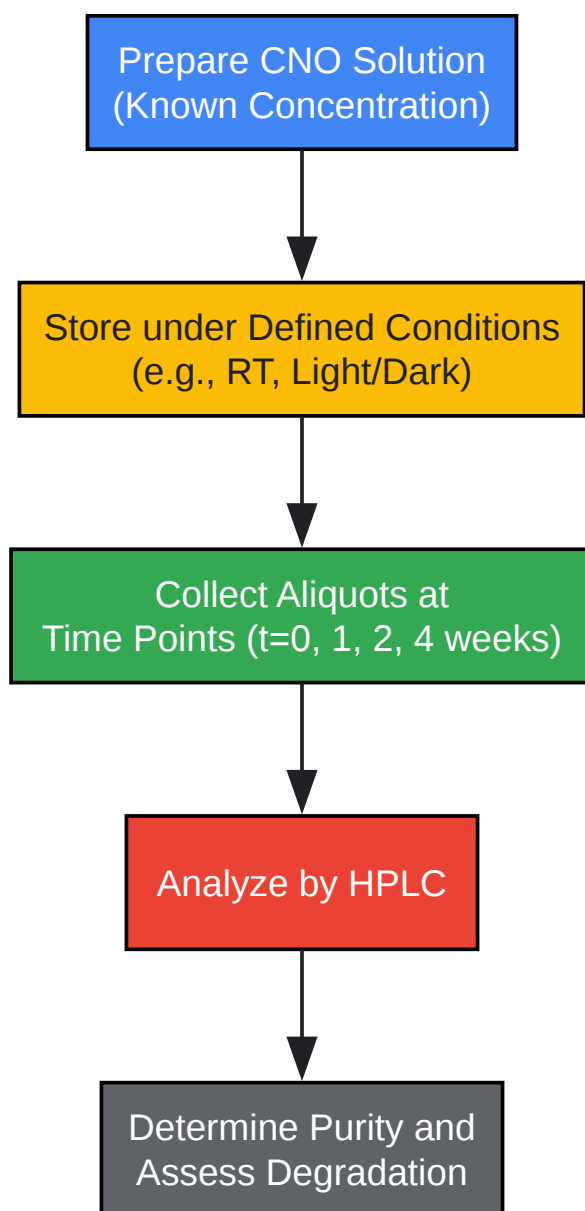 Prepare CNO Solution
(Known Concentration)
Store under Defined Conditions
(e.g., RT, Light/Dark)
Collect Aliquots at
Time Points (t=0, 1, 2, 4 weeks)
Analyze by HPLC
Determine Purity and
Assess Degradation